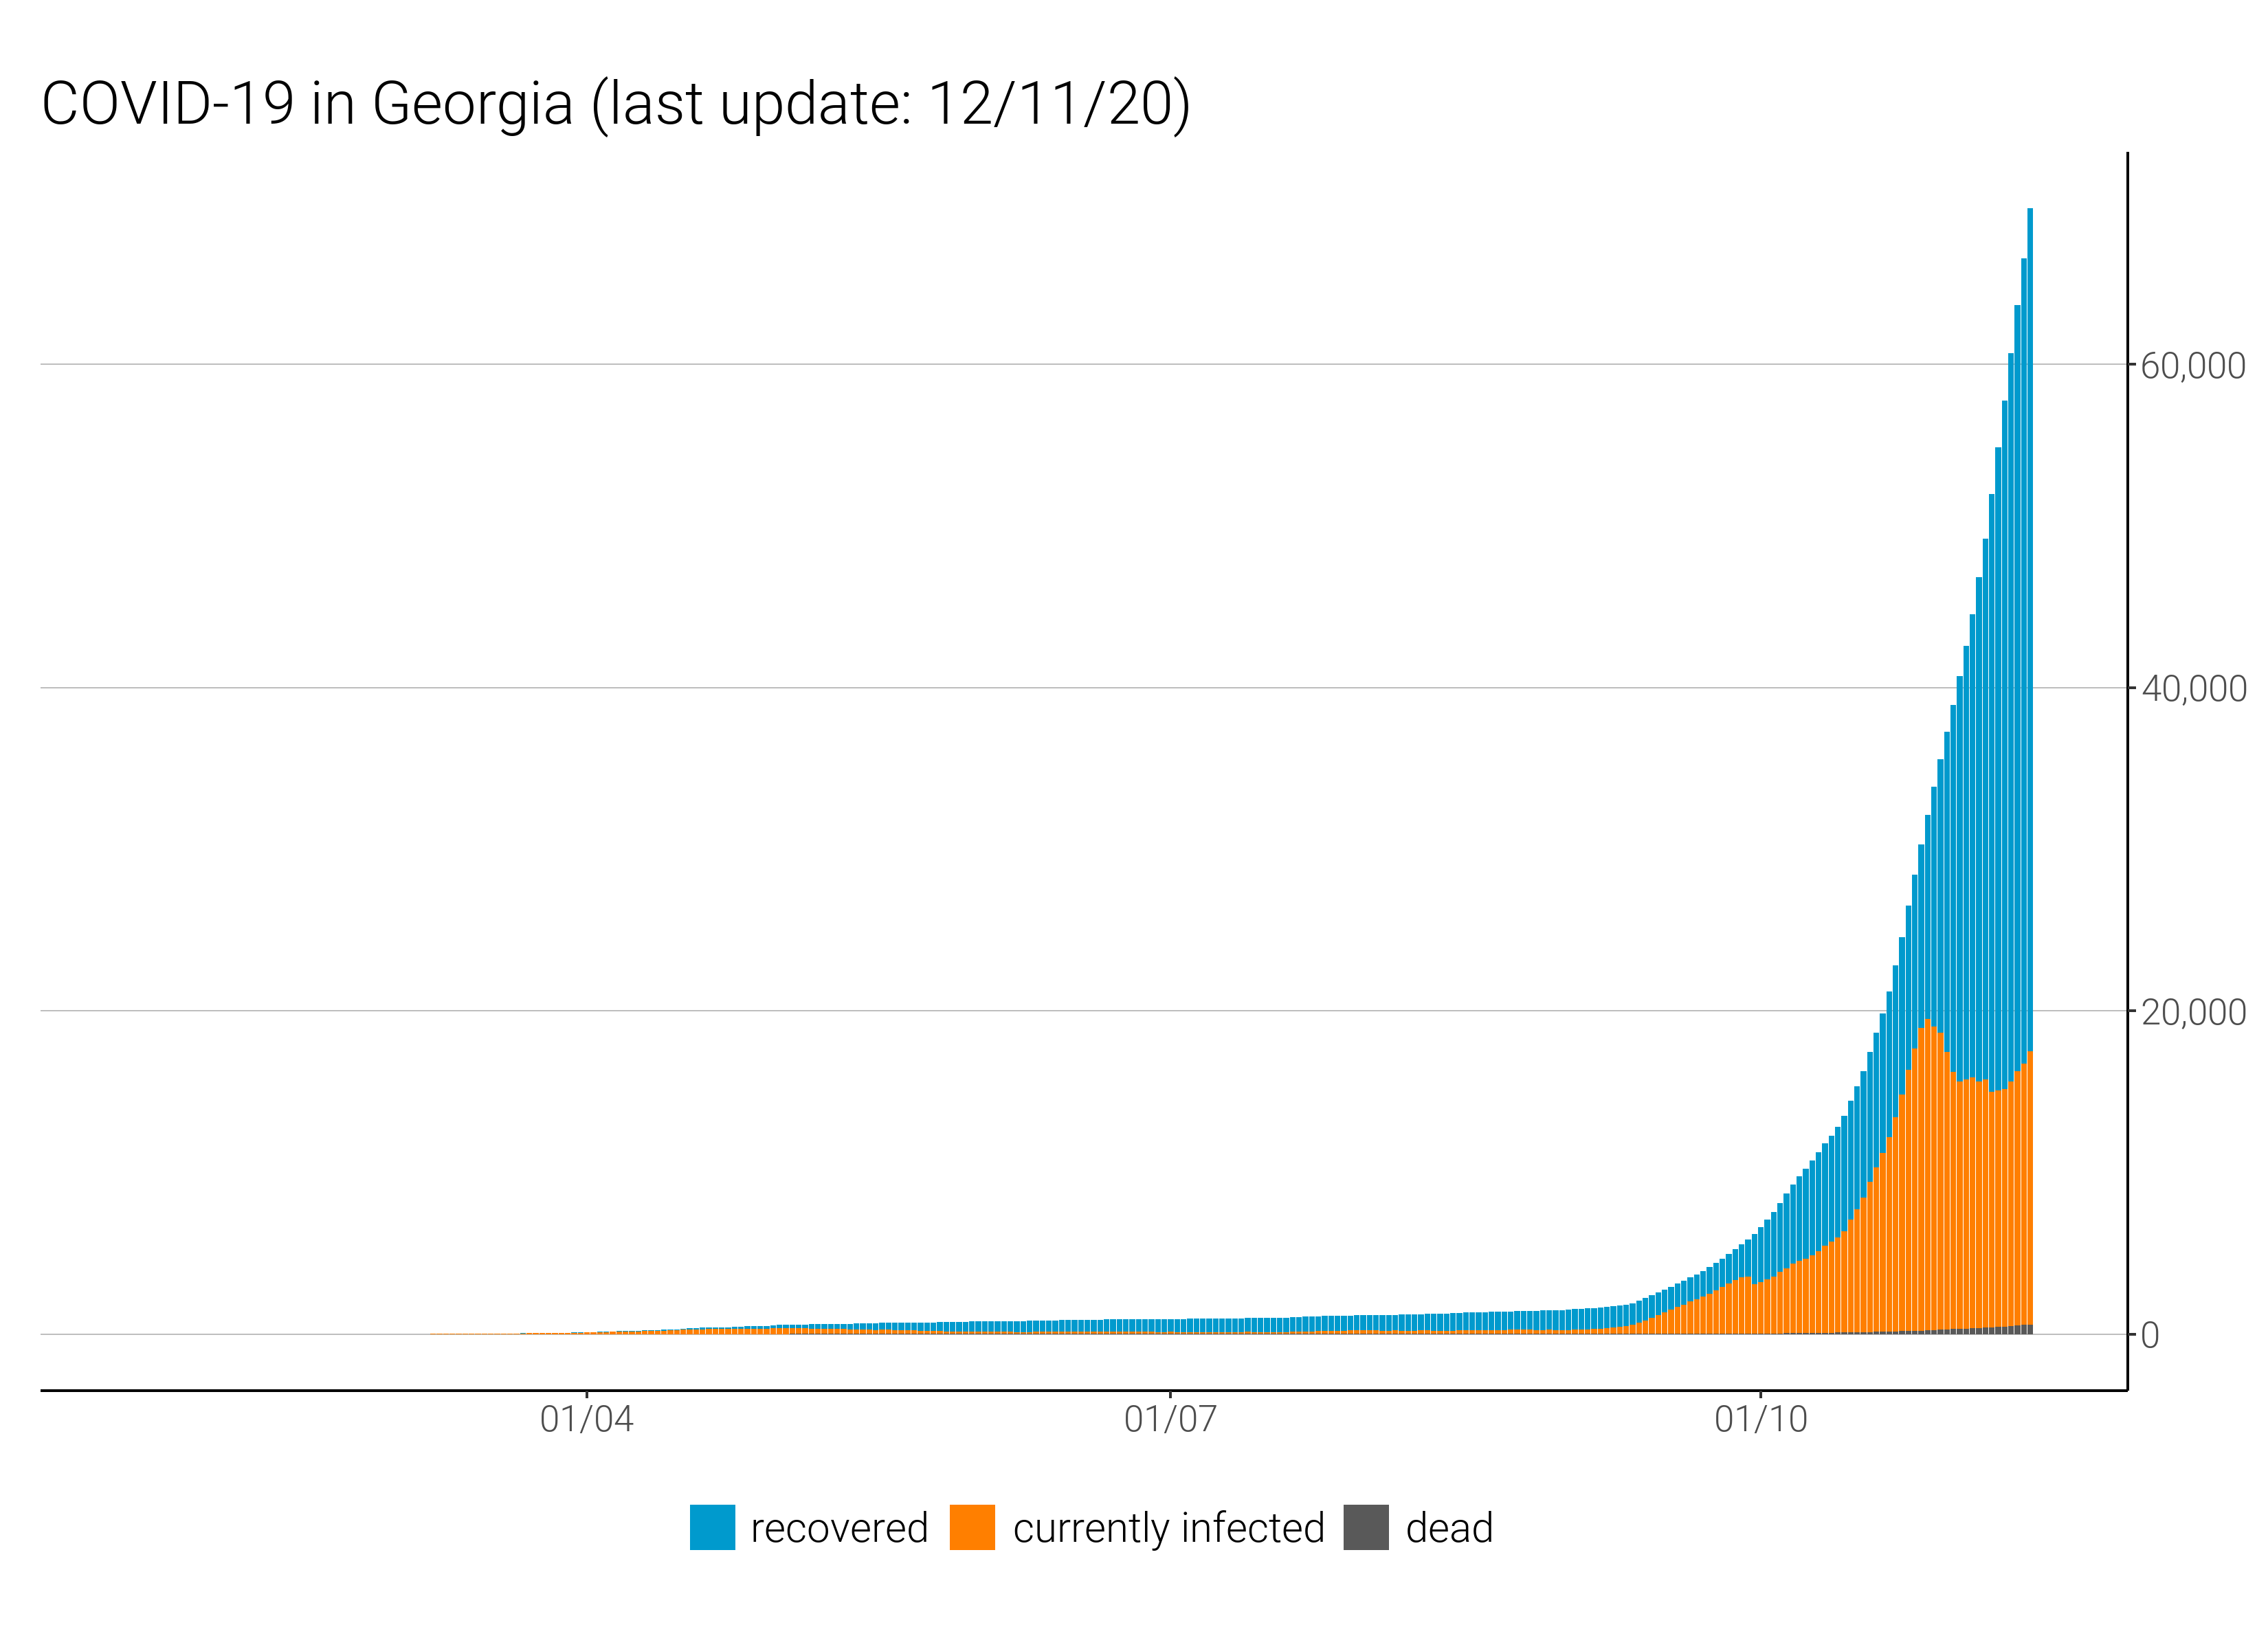 COVID-19 in Georgia (last update: 12/11/20)
60,000
40,000
20,000
0
01/04
01/07
01/10
recovered
currently infected
dead